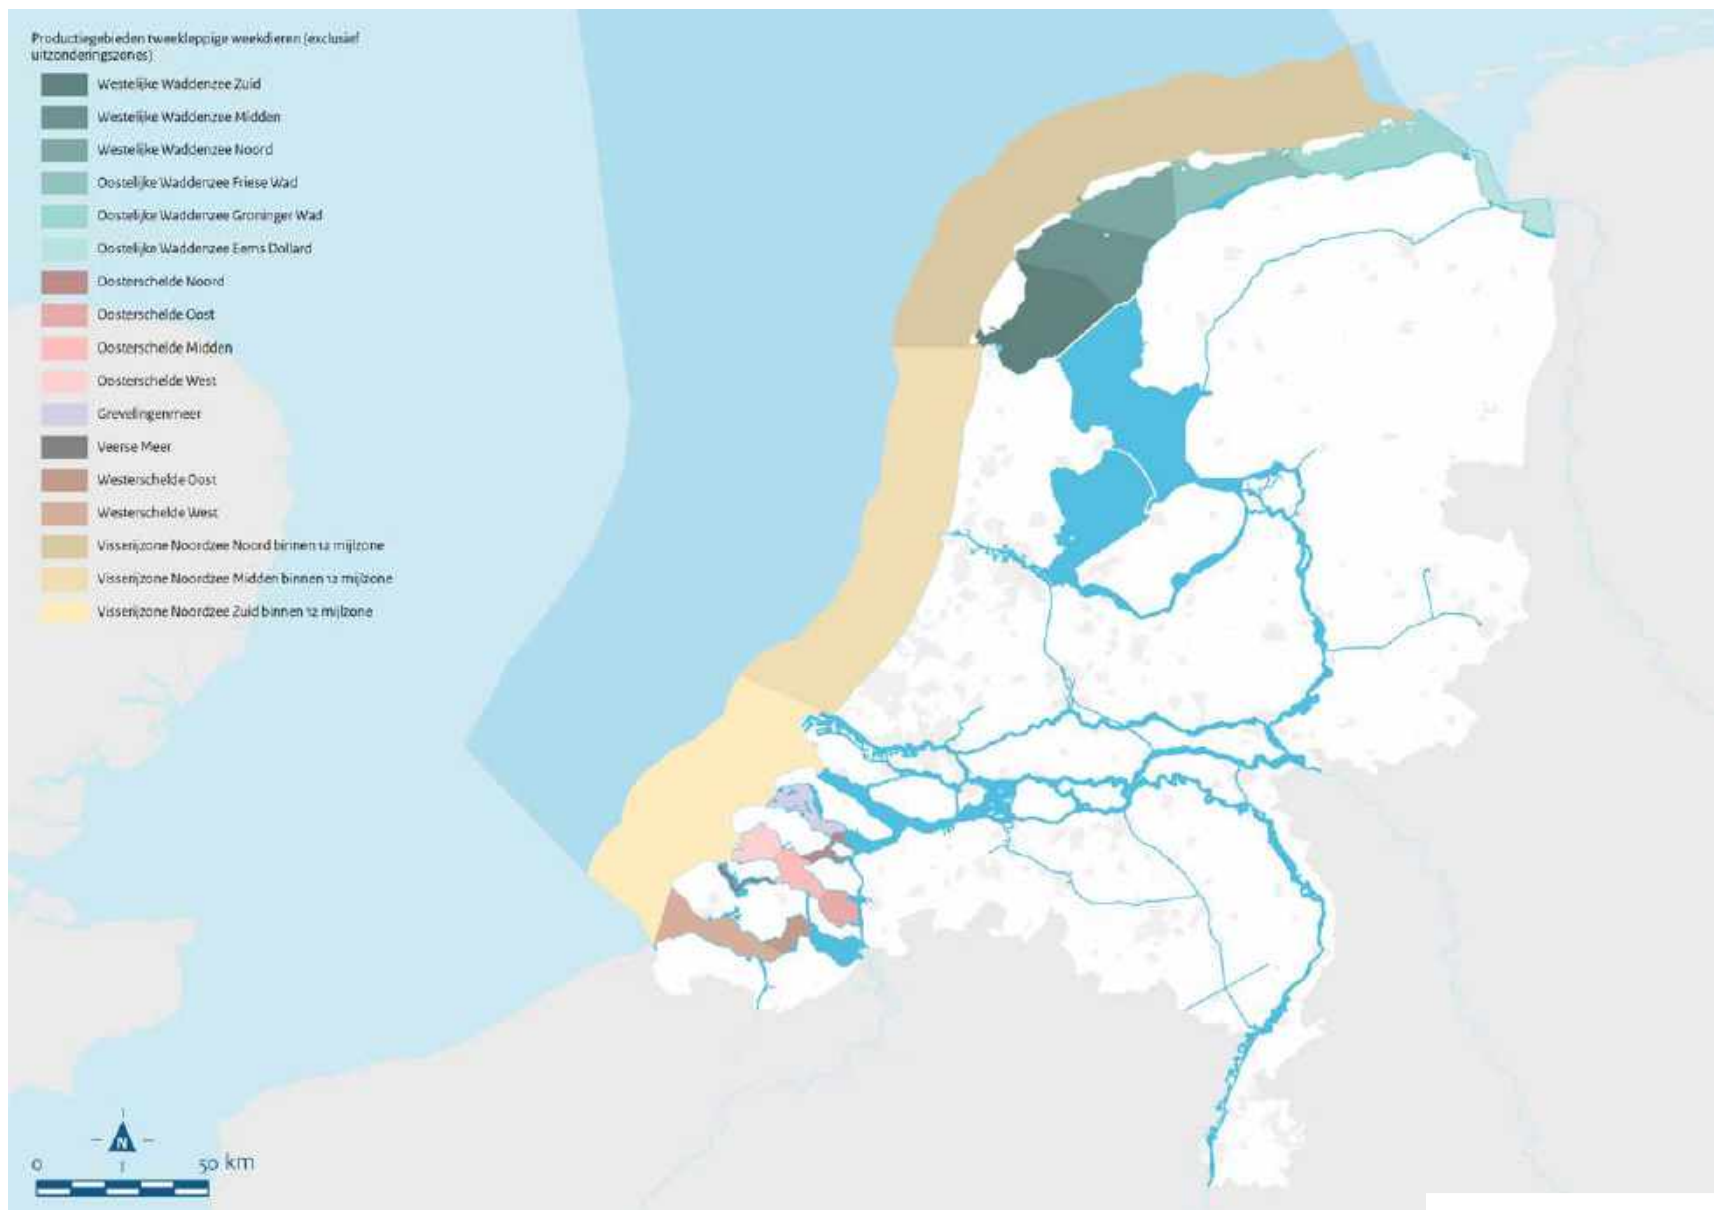 Productiegebieden tweekleppige weekdieren (exclusief
uitzonderingszones)
Westelijke Waddenzee Zuid
Westelijke Waddenzee Midden
Westelijke Waddenzee Noord
Oostelijke Waddenzee Friese Wad
Oostelijke Waddenzee Groninger Wad
Oostelijke Waddenzee Eems Dollard
Oosterschelde Noord
Oosterschelde Oost
Oosterschelde Midden
Oosterschelde West
Grevelingenmeer
Veerse Meer
Westerschelde Oost
Westerschelde West
Visserijzone Noordzee Noord binnen 12 mijlzone
Visserijzone Noordzee Midden binnen 12 mijlzone
Visserijzone Noordzee Zuid binnen 12 mijlzone
N
0 50 km